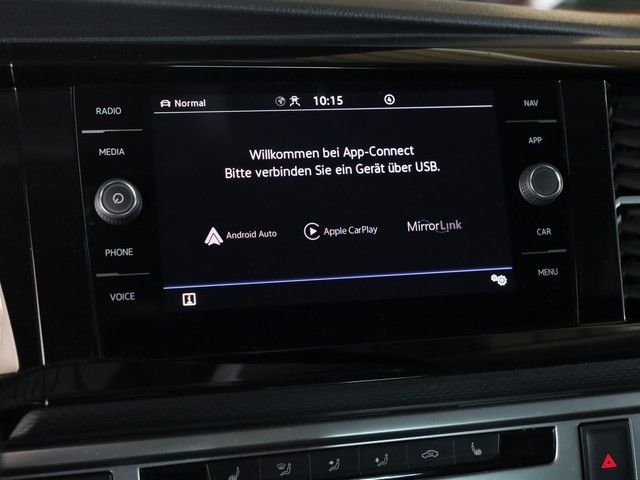 RADIO
MEDIA
PHONE
VOICE
Normal 10:15
Willkommen bei App-Connect
Bitte verbinden Sie ein Gerät über USB.
Android Auto Apple CarPlay MirrorLink
NAV
APP
CAR
MENU